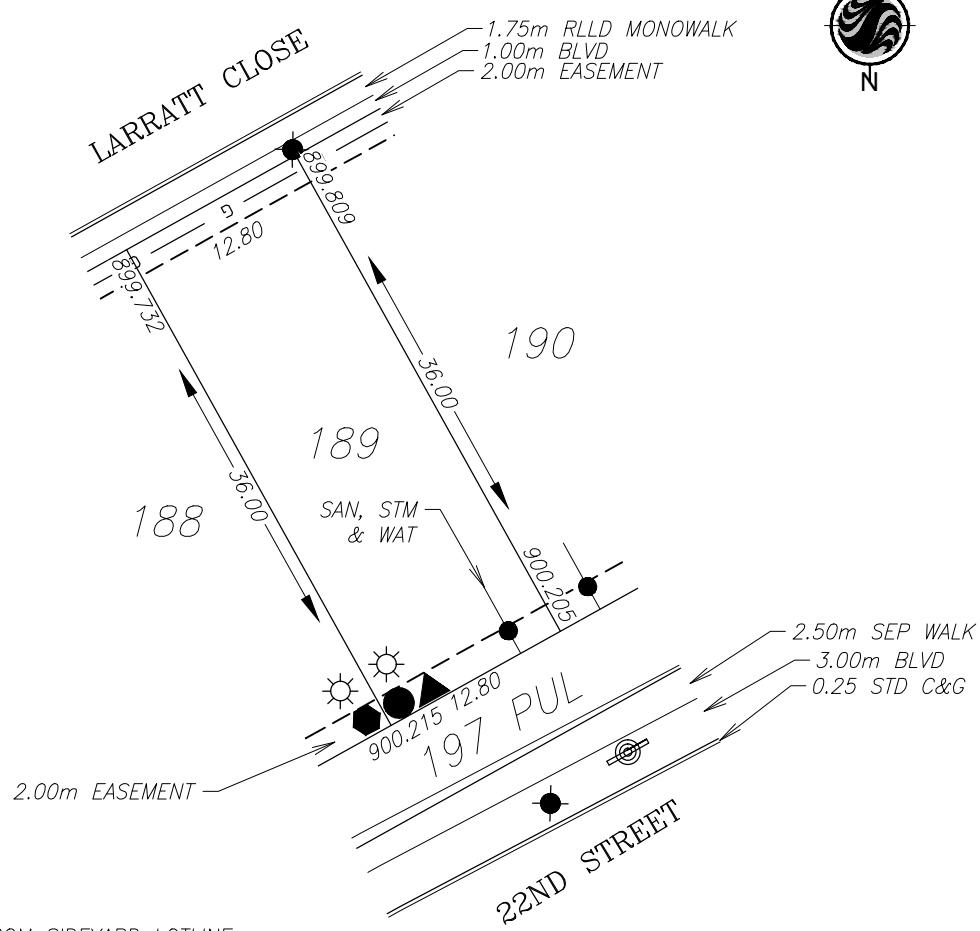 1.75m RLLD MONOWALK
1.00m BLVD
2.00m EASEMENT
N
LARRATT CLOSE
899.809
G
12.80
G
899.732
190
36.00
189
36.00
188
SAN, STM
& WAT
900.205
2.50m SEP WALK
3.00m BLVD
0.25 STD C&G
12.80
900.215
197 PUL
2.00m EASEMENT
22ND STREET